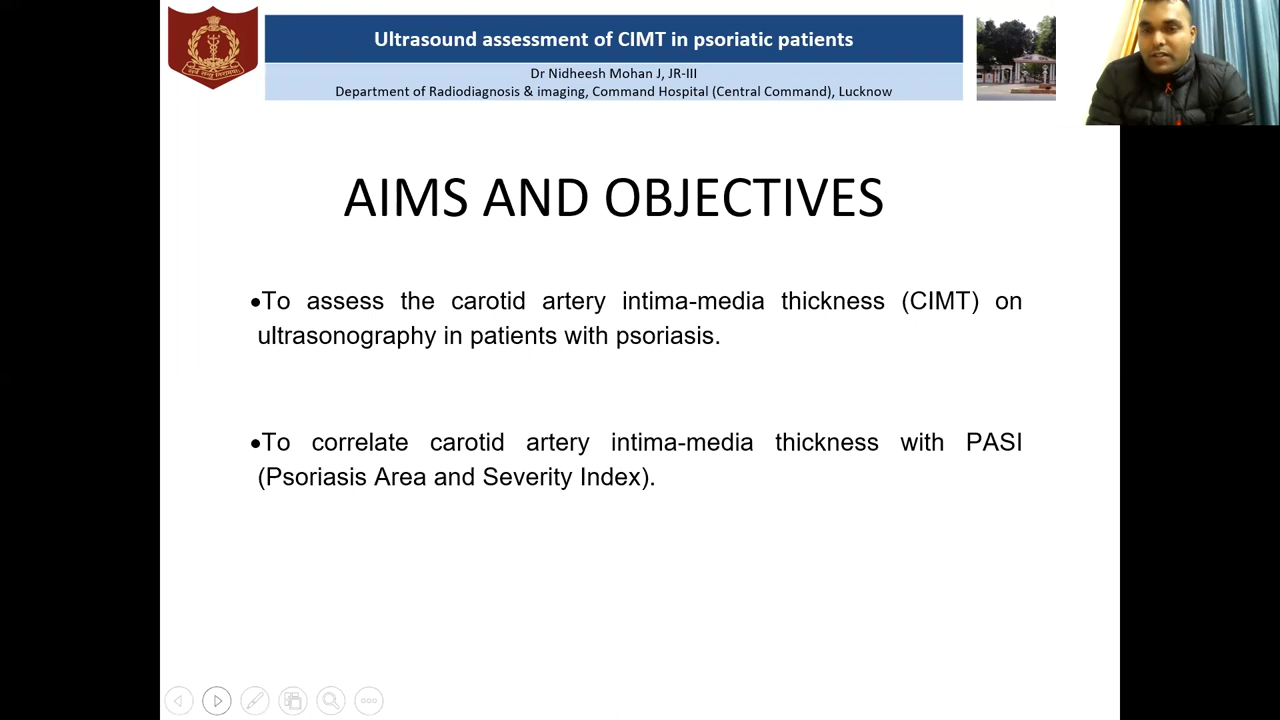 Ultrasound assessment of CIMT in psoriatic patients
Dr Nidheesh Mohan J, JR-III
Department of Radiodiagnosis & imaging, Command Hospital (Central Command), Lucknow
AIMS AND OBJECTIVES
•To assess the carotid artery intima-media thickness (CIMT) on
ultrasonography in patients with psoriasis.
•To correlate carotid artery intima-media thickness with PASI
(Psoriasis Area and Severity Index).